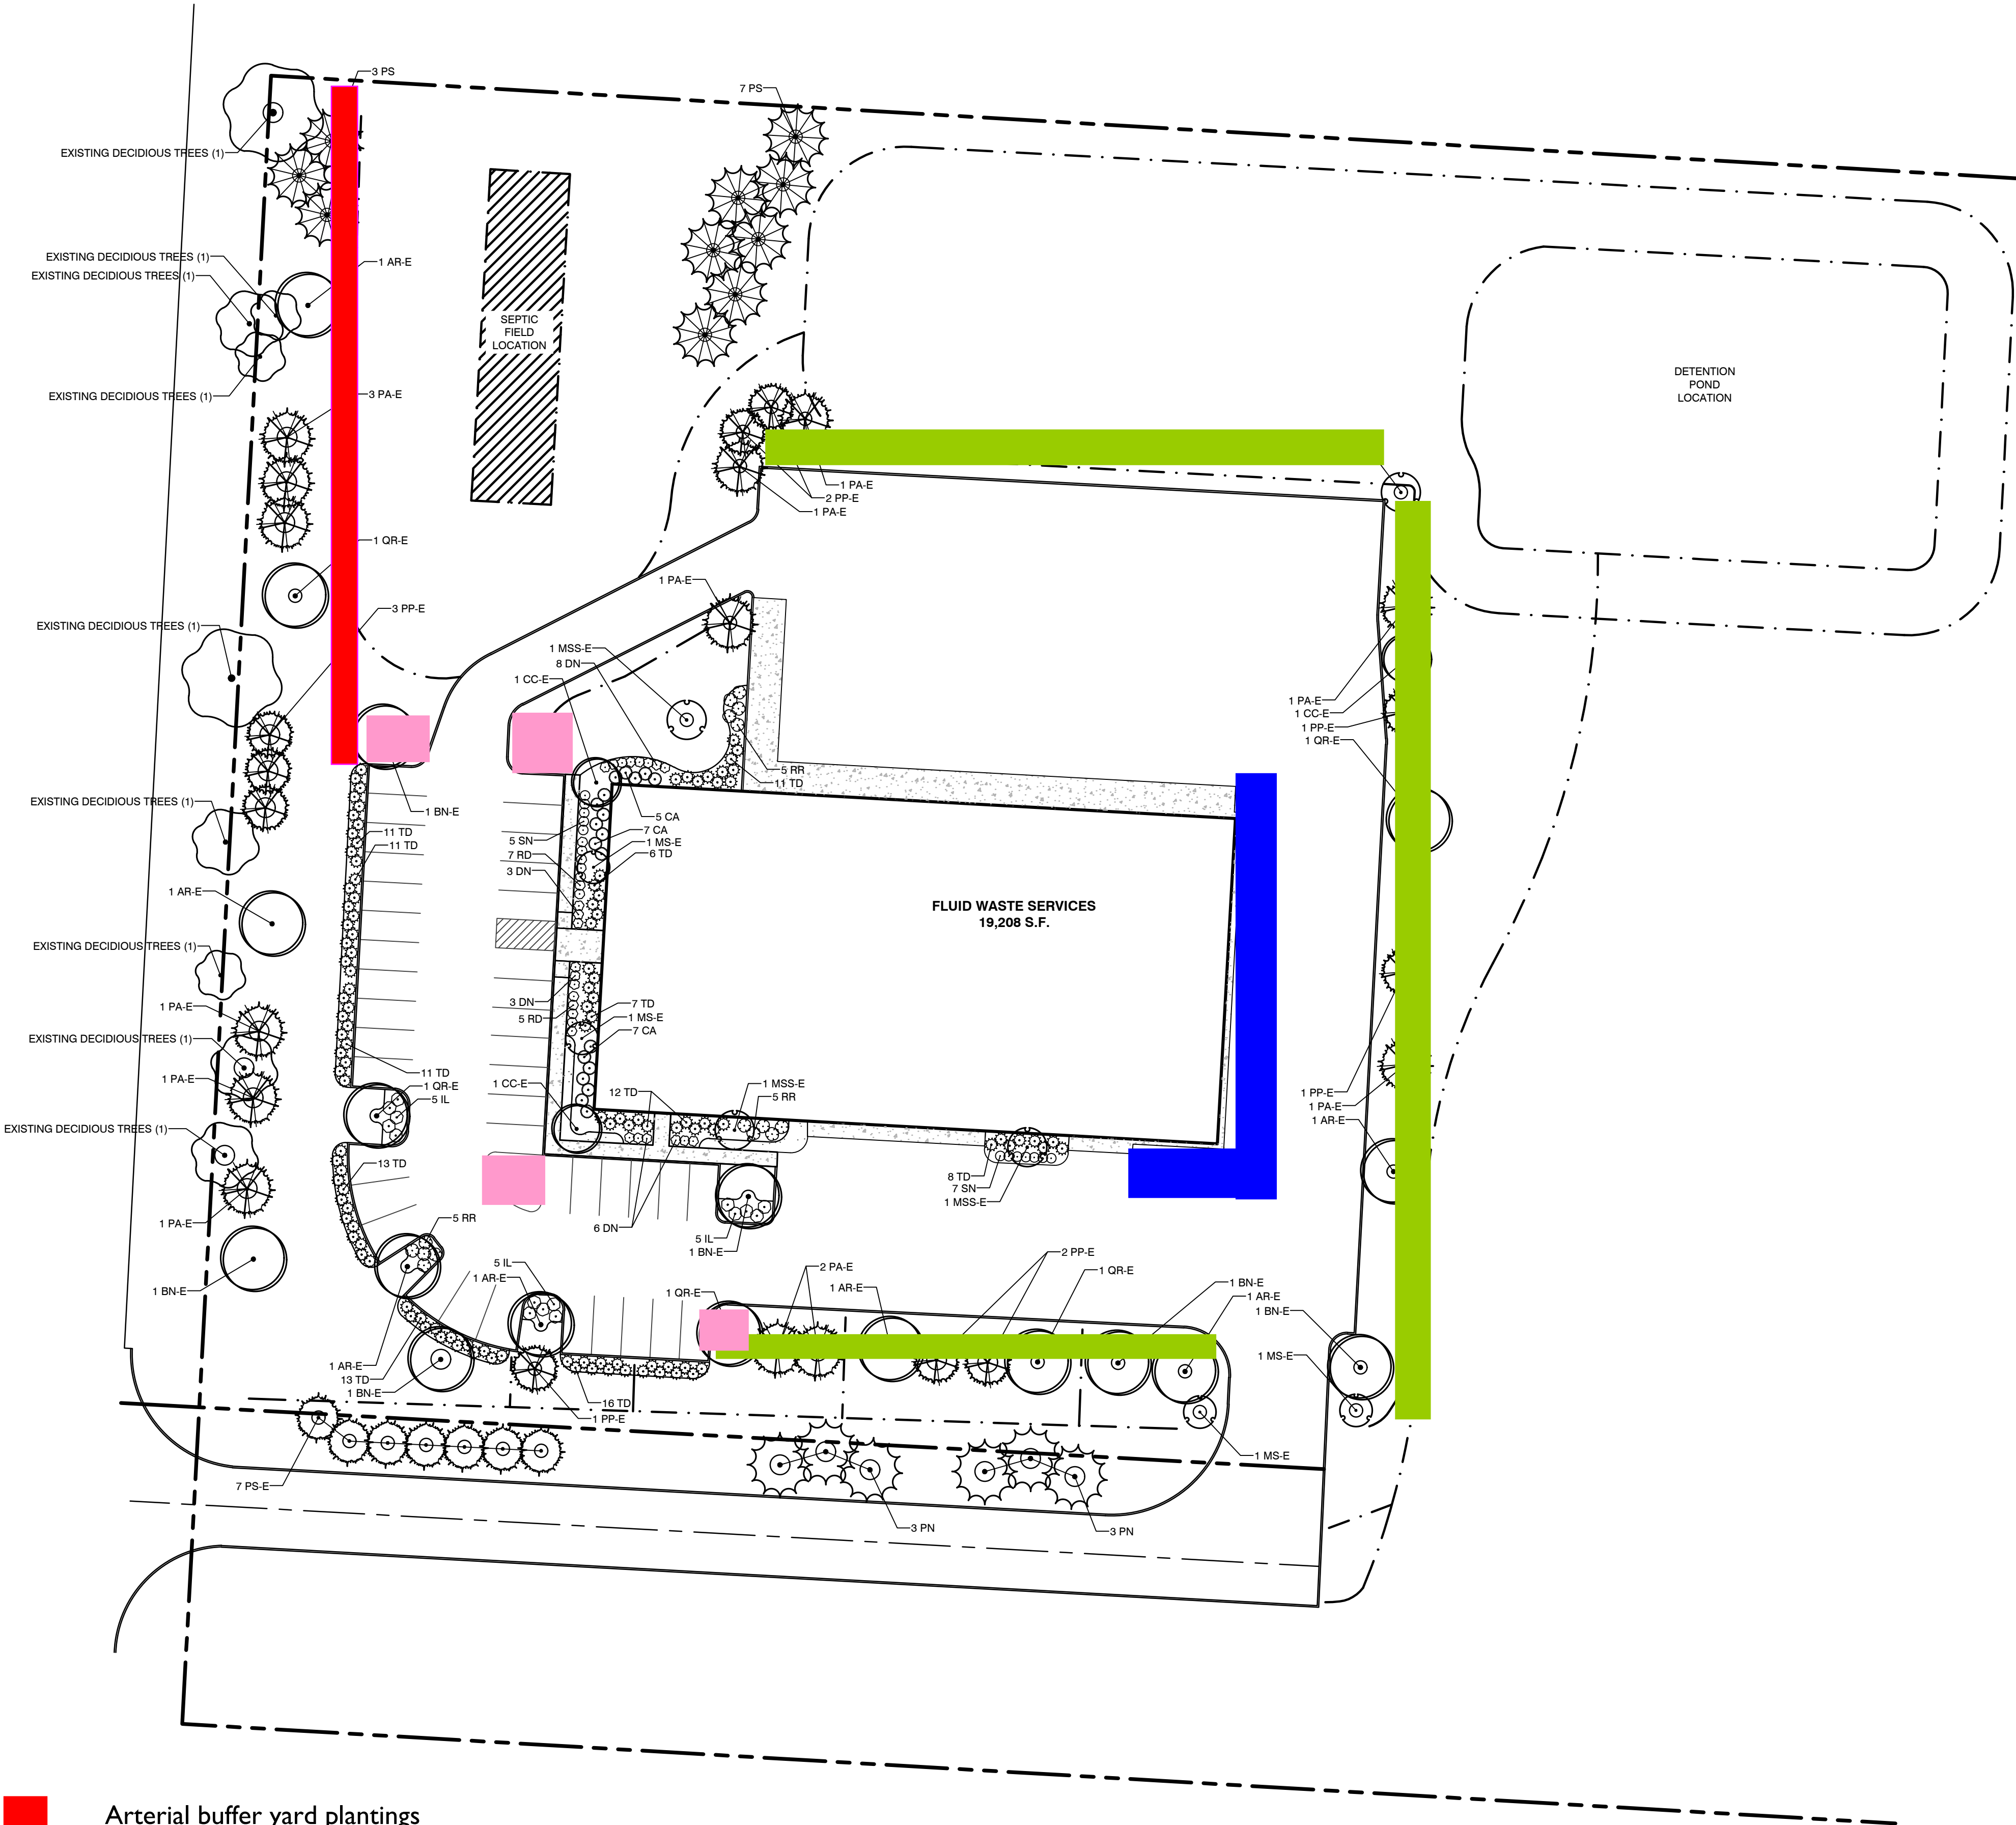 3 PS
7 PS
EXISTING DECIDIOUS TREES (1)
EXISTING DECIDIOUS TREES (1)
1 AR-E
EXISTING DECIDIOUS TREES (1)
SEPTIC
FIELD
LOCATION
DETENTION
POND
LOCATION
EXISTING DECIDIOUS TREES (1)
3 PA-E
1 PA-E
2 PP-E
1 PA-E
1 QR-E
1 PA-E
3 PP-E
EXISTING DECIDIOUS TREES (1)
1 MSS-E
8 DN
1 CC-E
1 PA-E
1 CC-E
1 PP-E
1 QR-E
5 RR
11 TD
EXISTING DECIDIOUS TREES (1)
1 BN-E
5 CA
7 CA
1 MS-E
6 TD
11 TD
11 TD
5 SN
7 RD
3 DN
1 AR-E
FLUID WASTE SERVICES
19,208 S.F.
EXISTING DECIDIOUS TREES (1)
1 PA-E
3 DN
5 RD
7 TD
1 MS-E
7 CA
EXISTING DECIDIOUS TREES (1)
1 PA-E
11 TD
1 QR-E
5 IL
1 CC-E
12 TD
1 MSS-E
5 RR
1 PP-E
1 PA-E
1 AR-E
EXISTING DECIDIOUS TREES (1)
13 TD
8 TD
7 SN
1 MSS-E
1 PA-E
5 RR
6 DN
5 IL
1 BN-E
1 BN-E
5 IL
1 AR-E
1 QR-E
2 PA-E
1 AR-E
2 PP-E
1 QR-E
1 BN-E
1 AR-E
1 BN-E
1 MS-E
1 AR-E
13 TD
1 BN-E
16 TD
1 PP-E
1 MS-E
7 PS-E
3 PN
3 PN
Arterial buffer yard plantings